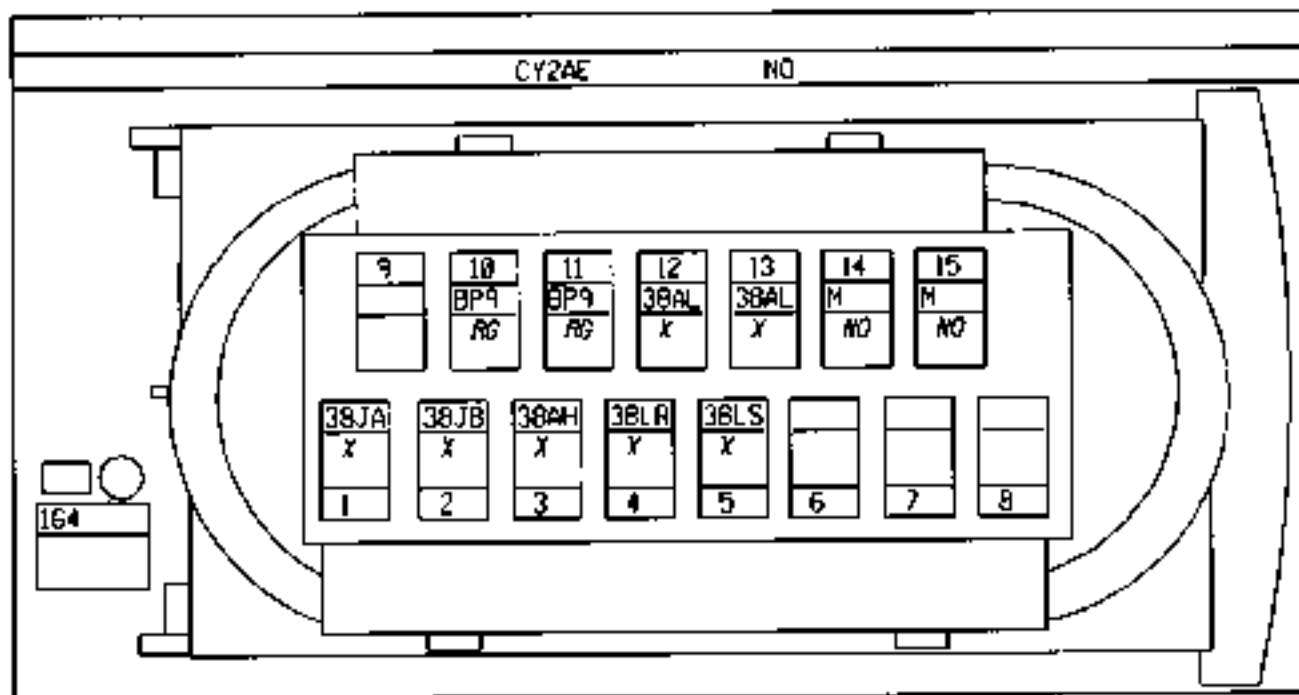 CY2AE NO
9 10 11 12 13 14 15
BP9 BP9 38AL 38AL M M
RG RG X X NO NO
38JA 38JB 38AH 38LR 38LS
X X X X X
1 2 3 4 5 6 7 8
164